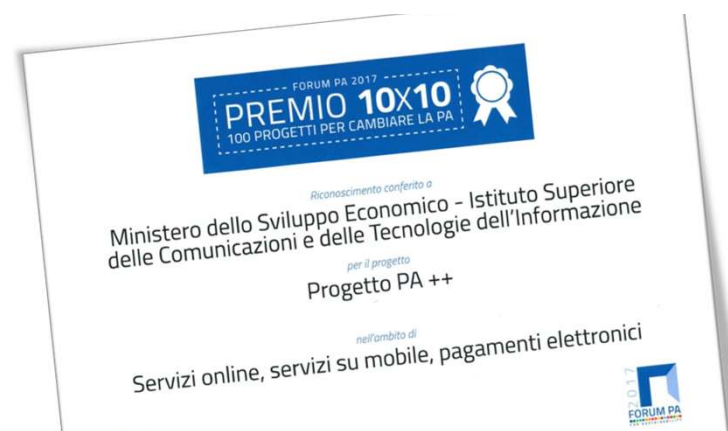 FORUM PA 2017
PREMIO 10X10
100 PROGETTI PER CAMBIARE LA PA
Riconoscimento conferito a
Ministero dello Sviluppo Economico - Istituto Superiore
delle Comunicazioni e delle Tecnologie dell'Informazione
per il progetto
Progetto PA ++
nell'ambito di
Servizi online, servizi su mobile, pagamenti elettronici
2017
FORUM PA